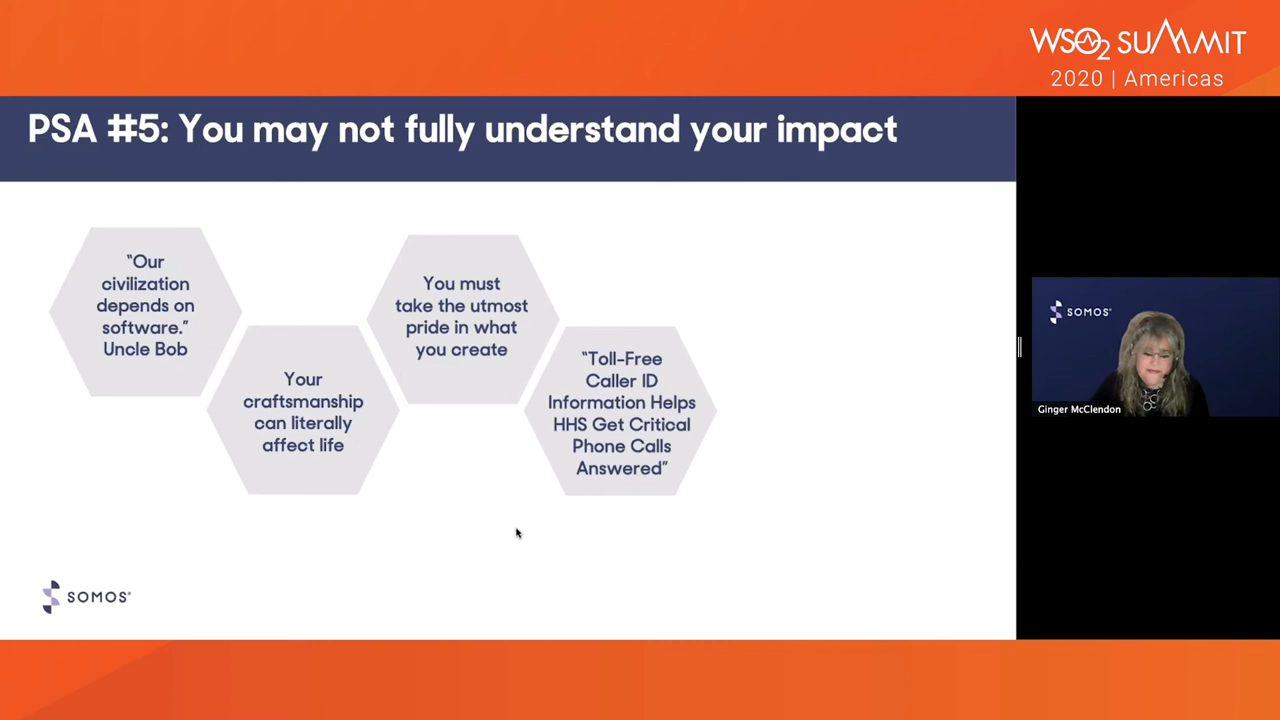 WSO2 SUMMIT
2020 | Americas
PSA #5: You may not fully understand your impact
“Our
civilization
depends on
software.”
Uncle Bob
Your
craftsmanship
can literally
affect life
You must
take the utmost
pride in what
you create
“Toll-Free
Caller ID
Information Helps
HHS Get Critical
Phone Calls
Answered”
SOMOS®
SOMOS®
Ginger McClendon